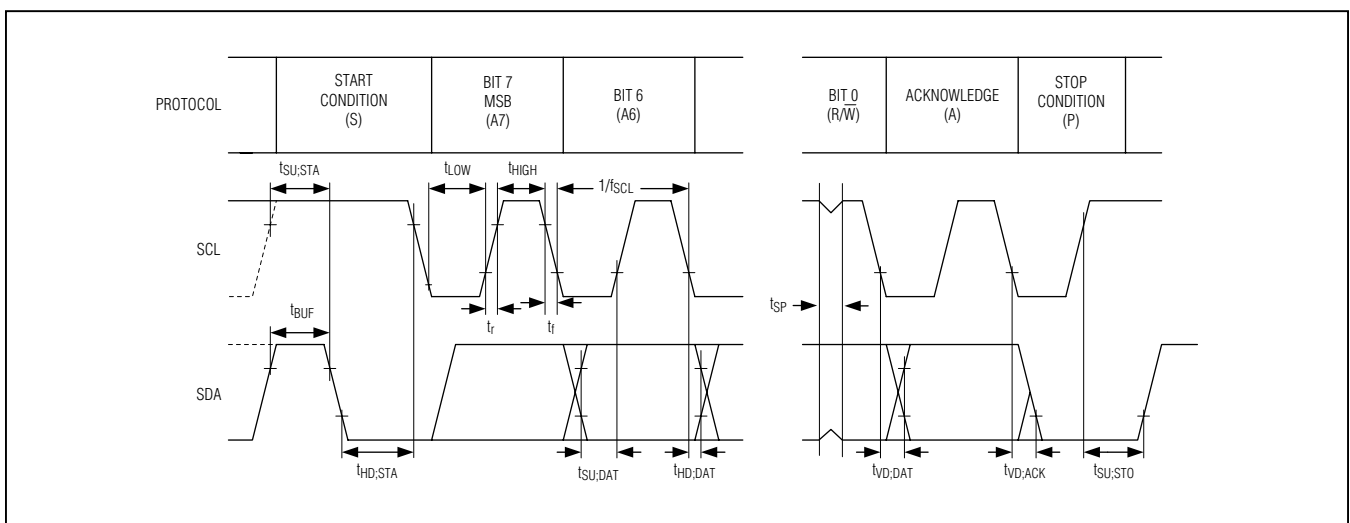 PROTOCOL
START
CONDITION
(S)
BIT 7
MSB
(A7)
BIT 6
(A6)
BIT 0
(R/W̅)
ACKNOWLEDGE
(A)
STOP
CONDITION
(P)
tSU;STA
tLOW
tHIGH
1/fSCL
SCL
tSP
tBUF
tr
tf
SDA
tHD;STA
tSU;DAT
tHD;DAT
tVD;DAT
tVD;ACK
tSU;STO